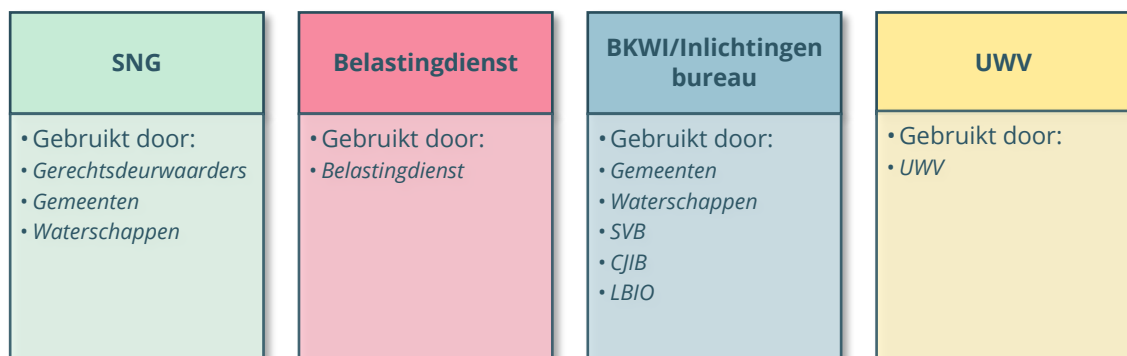 SNG
• Gebruikt door:
• Gerechtsdeurwaarders
• Gemeenten
• Waterschappen
Belastingdienst
• Gebruikt door:
• Belastingdienst
BKWI/Inlichtingen
bureau
• Gebruikt door:
• Gemeenten
• Waterschappen
• SVB
• CJIB
• LBIO
UWV
• Gebruikt door:
• UWV